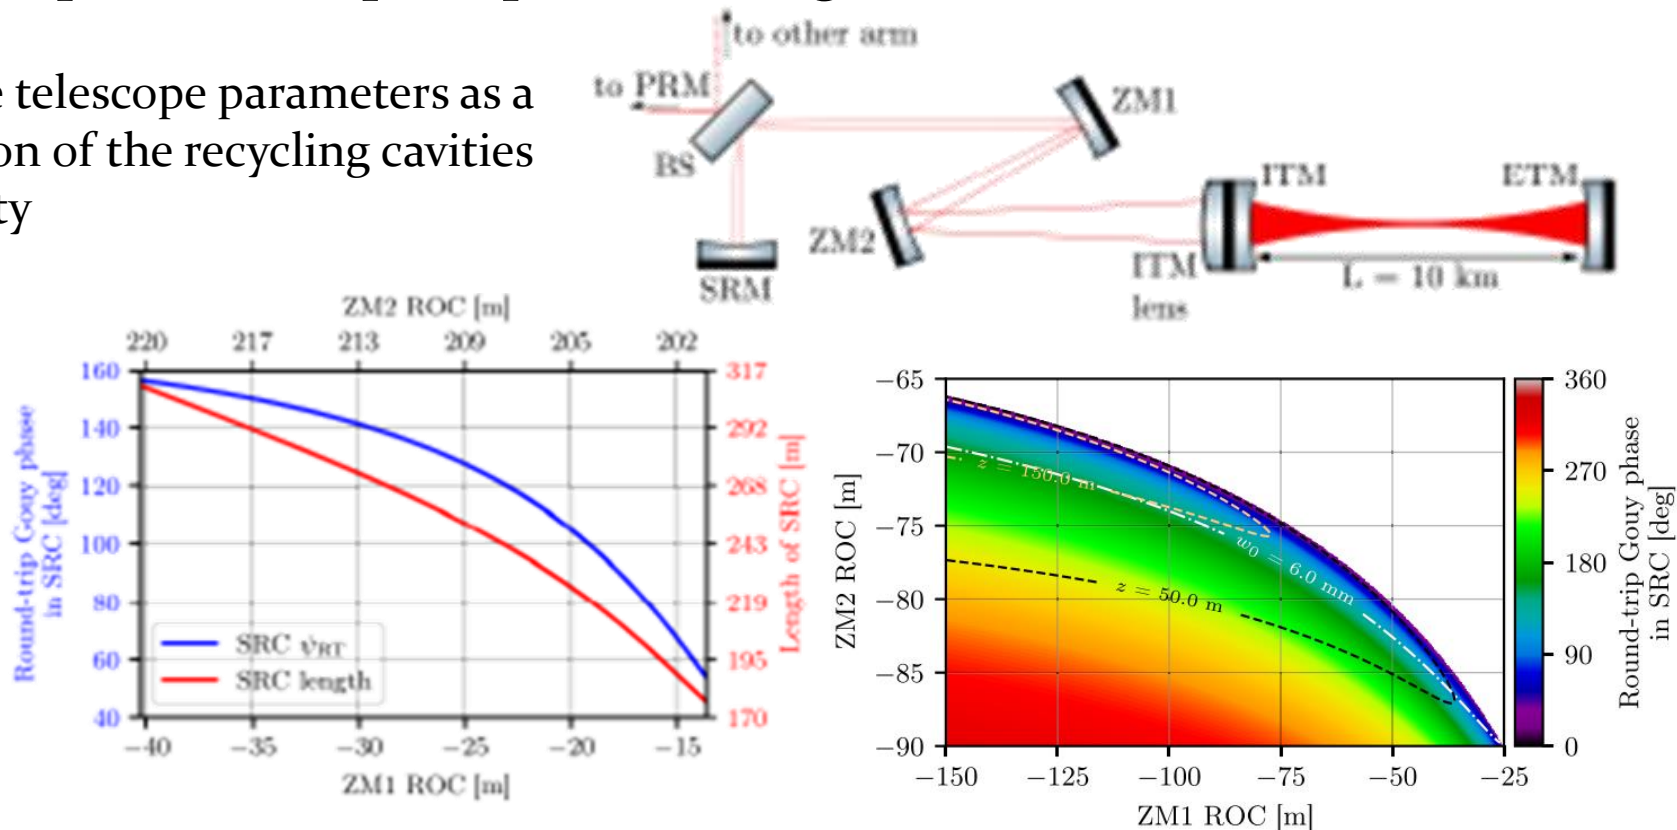 e telescope parameters as a
on of the recycling cavities
ty
to other arm
to PRM
BS
ZM1
ZM2
SRM
ITM
lens
ITM
ETM
L = 10 km
ZM2 ROC [m]
220 217 213 209 205 202
Round-trip Gouy phase
in SRC [deg]
160
140
120
100
80
60
40
317
292
268
243
219
195
170
Length of SRC [m]
SRC ψRT
SRC length
−40 −35 −30 −25 −20 −15
ZM1 ROC [m]
ZM2 ROC [m]
−65
−70
−75
−80
−85
−90
z = 150.0 m
w0 = 6.0 mm
z = 50.0 m
−150 −125 −100 −75 −50 −25
ZM1 ROC [m]
360
270
180
90
0
Round-trip Gouy phase
in SRC [deg]